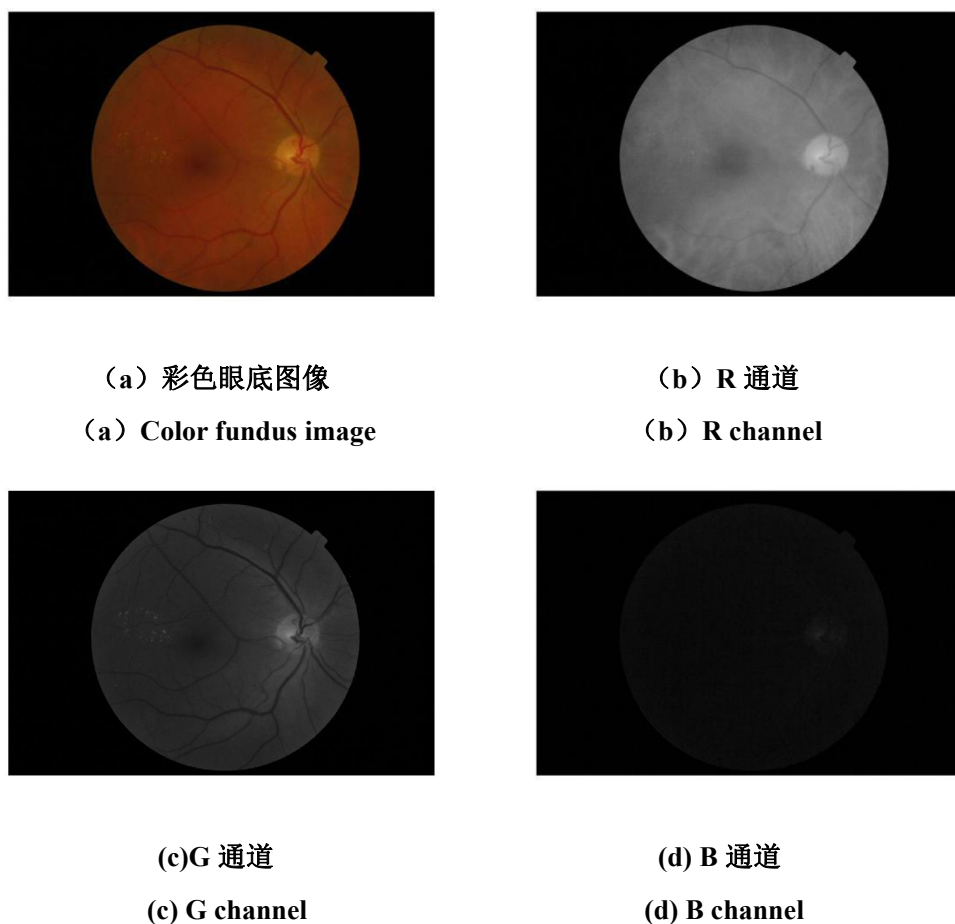 （a）彩色眼底图像
（b）R 通道
（a）Color fundus image
（b）R channel
(c)G 通道
(d) B 通道
(c) G channel
(d) B channel